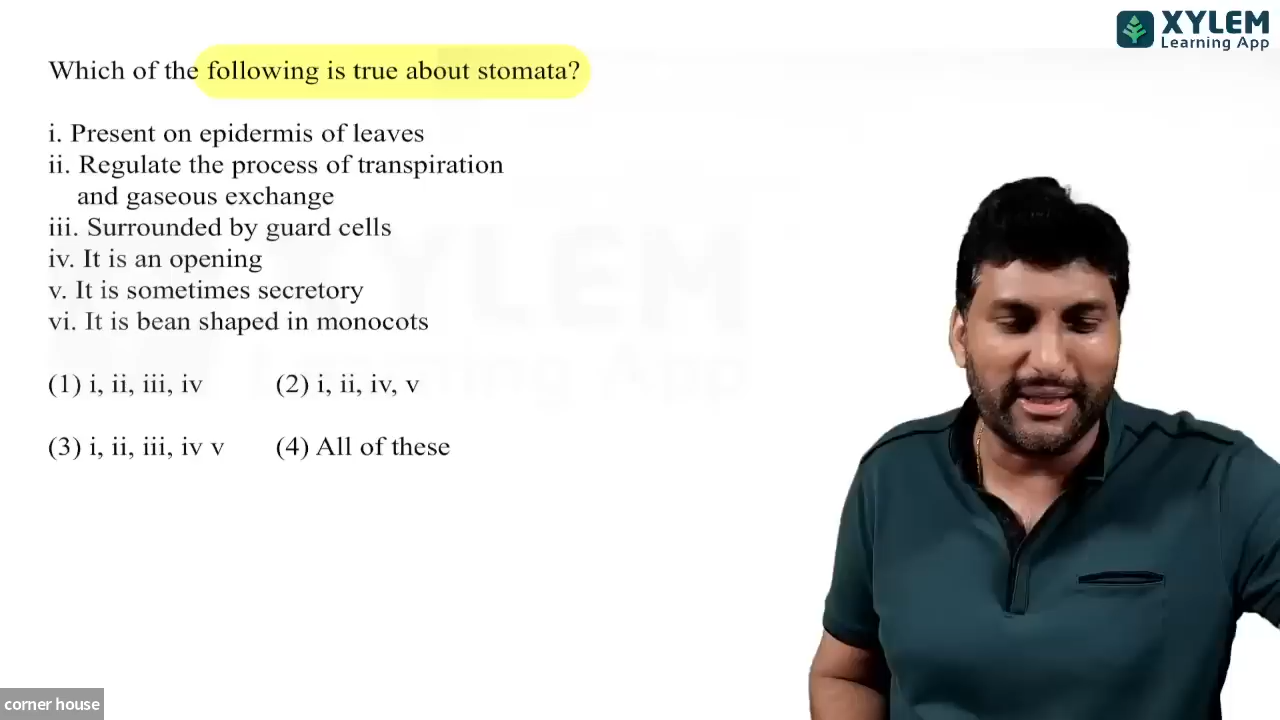 XYLEM
Learning App
Which of the following is true about stomata?
i. Present on epidermis of leaves
ii. Regulate the process of transpiration
and gaseous exchange
iii. Surrounded by guard cells
iv. It is an opening
v. It is sometimes secretory
vi. It is bean shaped in monocots
(1) i, ii, iii, iv (2) i, ii, iv, v
(3) i, ii, iii, iv v (4) All of these
XYLEM
Learning App
corner house